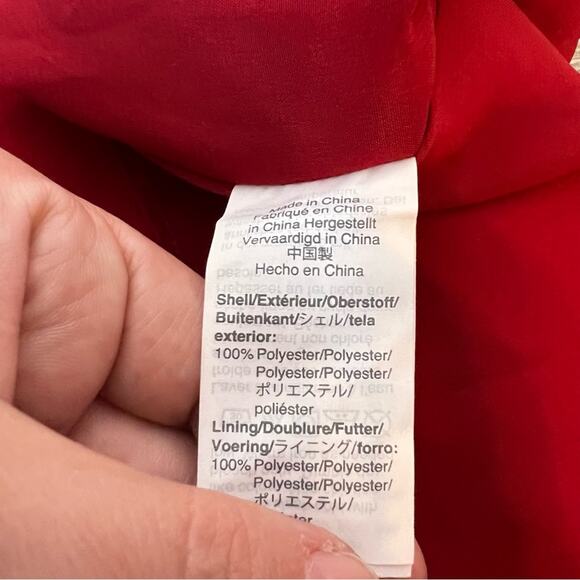 Made in China
Fabriqué en Chine
in China Hergestellt
Vervaardigd in China
中国製
Hecho en China
Shell/Extérieur/Oberstoff/
Buitenkant/シェル/tela
exterior:
100% Polyester/Polyester/
Polyester/Polyester/
ポリエステル/
poliéster
Lining/Doublure/Futter/
Voering/ライニング/forro:
100% Polyester/Polyester/
Polyester/Polyester/
ポリエステル/